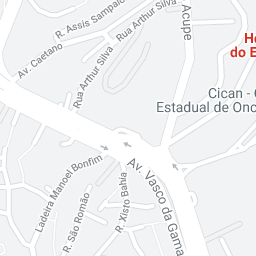 R. Assis Sampaio
Rua Arthur Silva
Acupe
Av. Caetano
Rua Arthur Silva
do E
Cican -
Estadual de Onc
Ladeira Manoel Bonfim
Av. Vasco da Gama
R. Xisto Bahia
R. São Romão